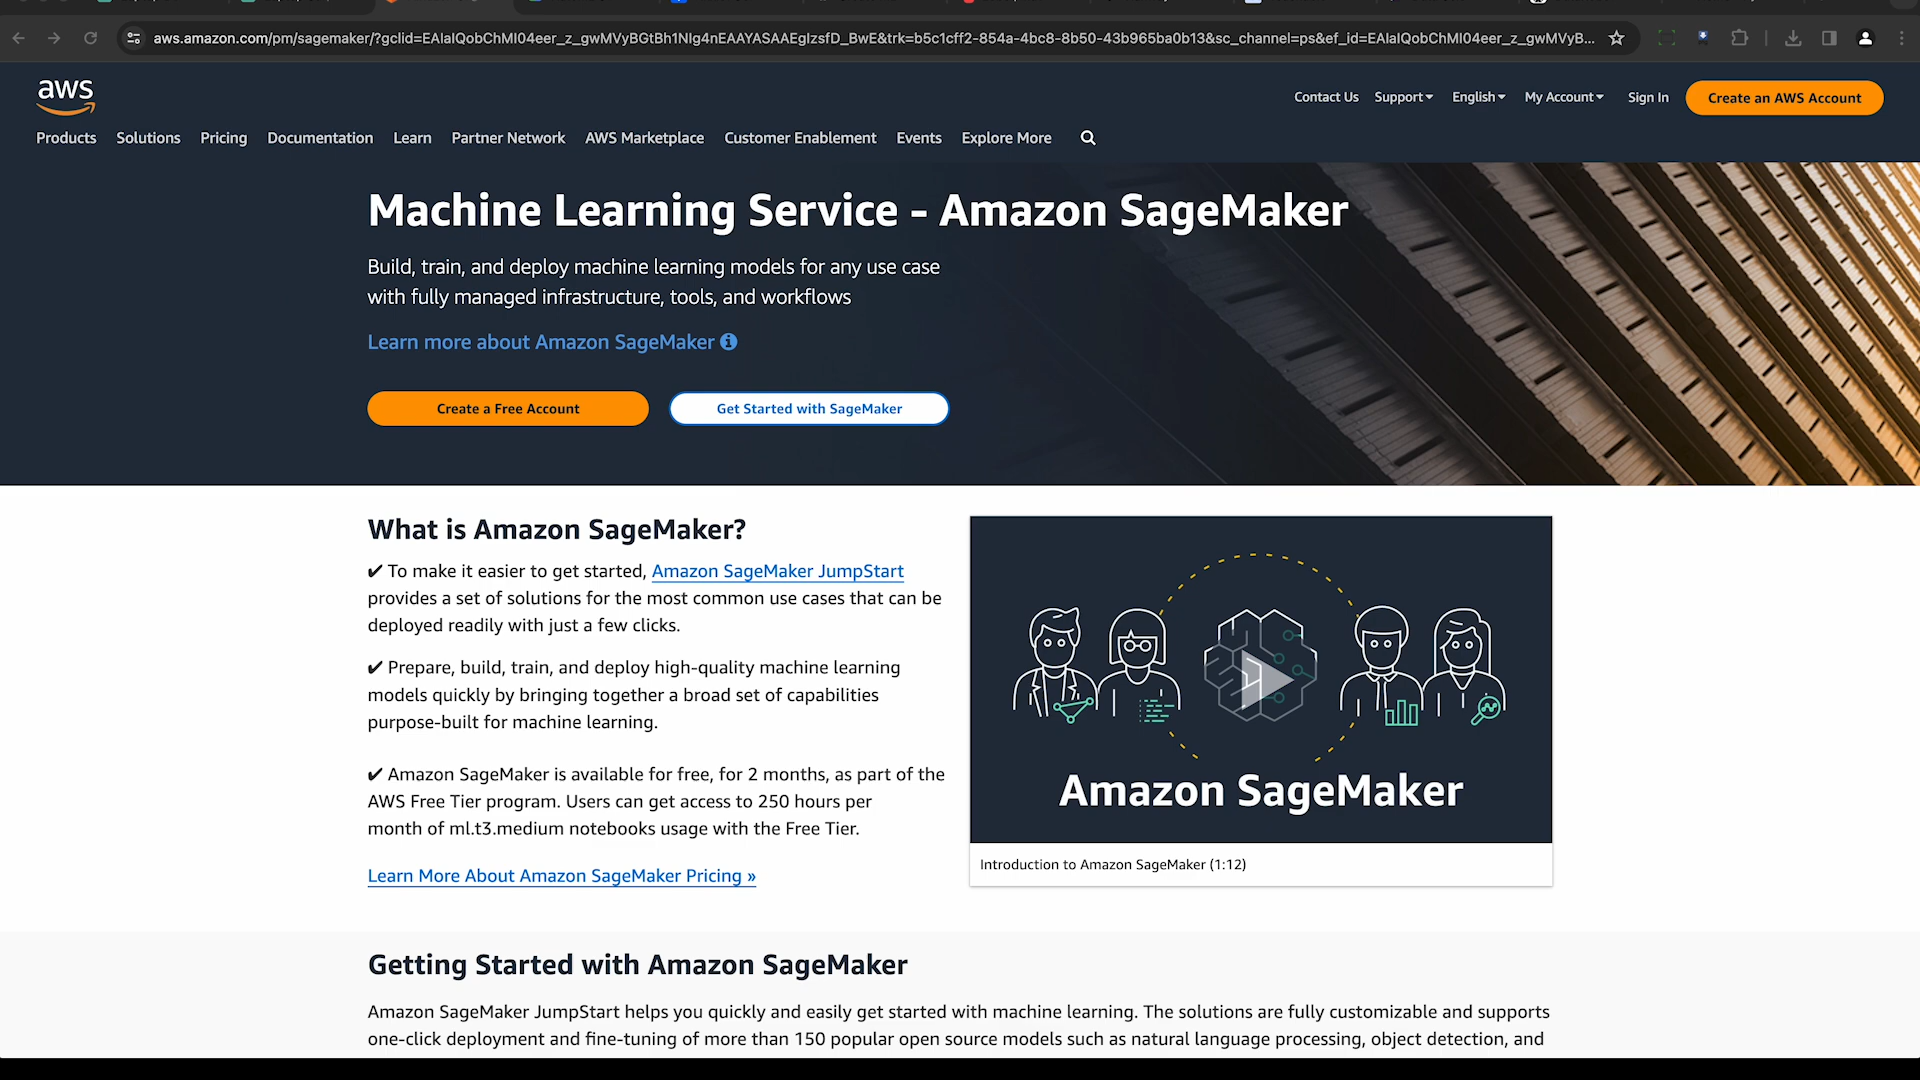 aws.amazon.com/pm/sagemaker/?gclid=EAIaIQobChMI04eer_z_gwMVyBGtBh1NIg4nEAAYASAAEgIzsfD_BwE&trk=b5c1cff2-854a-4bc8-8b50-43b965ba0b13&sc_channel=ps&ef_id=EAIaIQobChMI04eer_z_gwMVyB...
aws
Contact Us Support English My Account Sign In Create an AWS Account
Products Solutions Pricing Documentation Learn Partner Network AWS Marketplace Customer Enablement Events Explore More
Machine Learning Service - Amazon SageMaker
Build, train, and deploy machine learning models for any use case
with fully managed infrastructure, tools, and workflows
Learn more about Amazon SageMaker
Create a Free Account Get Started with SageMaker
What is Amazon SageMaker?
✔ To make it easier to get started, Amazon SageMaker JumpStart
provides a set of solutions for the most common use cases that can be
deployed readily with just a few clicks.
✔ Prepare, build, train, and deploy high-quality machine learning
models quickly by bringing together a broad set of capabilities
purpose-built for machine learning.
✔ Amazon SageMaker is available for free, for 2 months, as part of the
AWS Free Tier program. Users can get access to 250 hours per
month of ml.t3.medium notebooks usage with the Free Tier.
Learn More About Amazon SageMaker Pricing »
Amazon SageMaker
Introduction to Amazon SageMaker (1:12)
Getting Started with Amazon SageMaker
Amazon SageMaker JumpStart helps you quickly and easily get started with machine learning. The solutions are fully customizable and supports
one-click deployment and fine-tuning of more than 150 popular open source models such as natural language processing, object detection, and